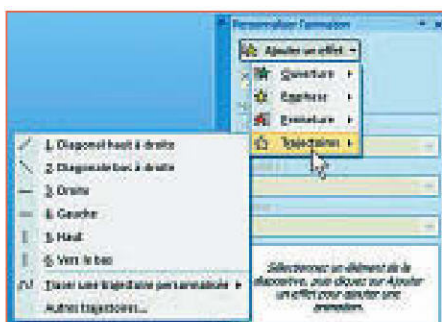 Personnaliser l'animation
Ajouter un effet
Ouverture
Emphase
Fermeture
Trajectoires
1. Diagonal haut à droite
2. Diagonale bas à droite
3. Droite
4. Gauche
5. Haut
6. Vers le bas
Tracer une trajectoire personnalisée
Autres trajectoires...
Sélectionnez un élément de la
diapositive, puis cliquez sur Ajouter
un effet pour ajouter une
animation.